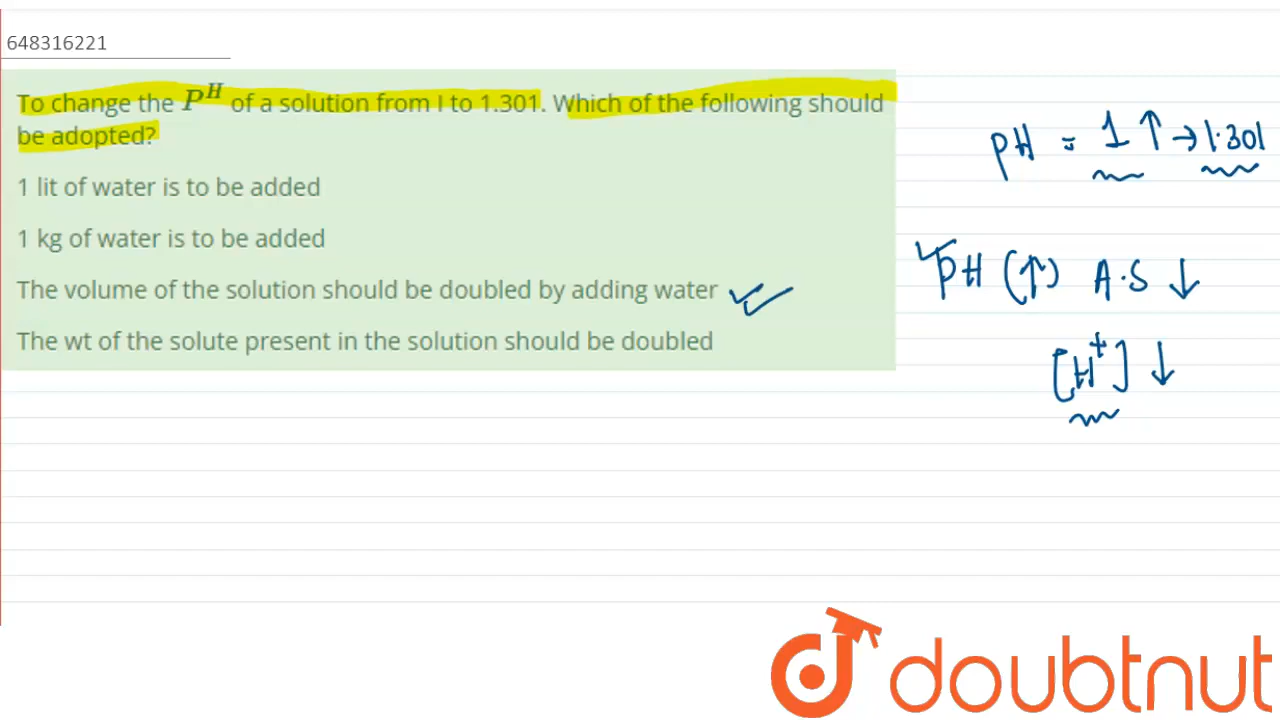 648316221
To change the P^H of a solution from I to 1.301. Which of the following should
be adopted?
1 lit of water is to be added
1 kg of water is to be added
The volume of the solution should be doubled by adding water
The wt of the solute present in the solution should be doubled
pH = 1 ↑ → 1.301
pH (↑) A.S ↓
[H⁺] ↓
doubtnut